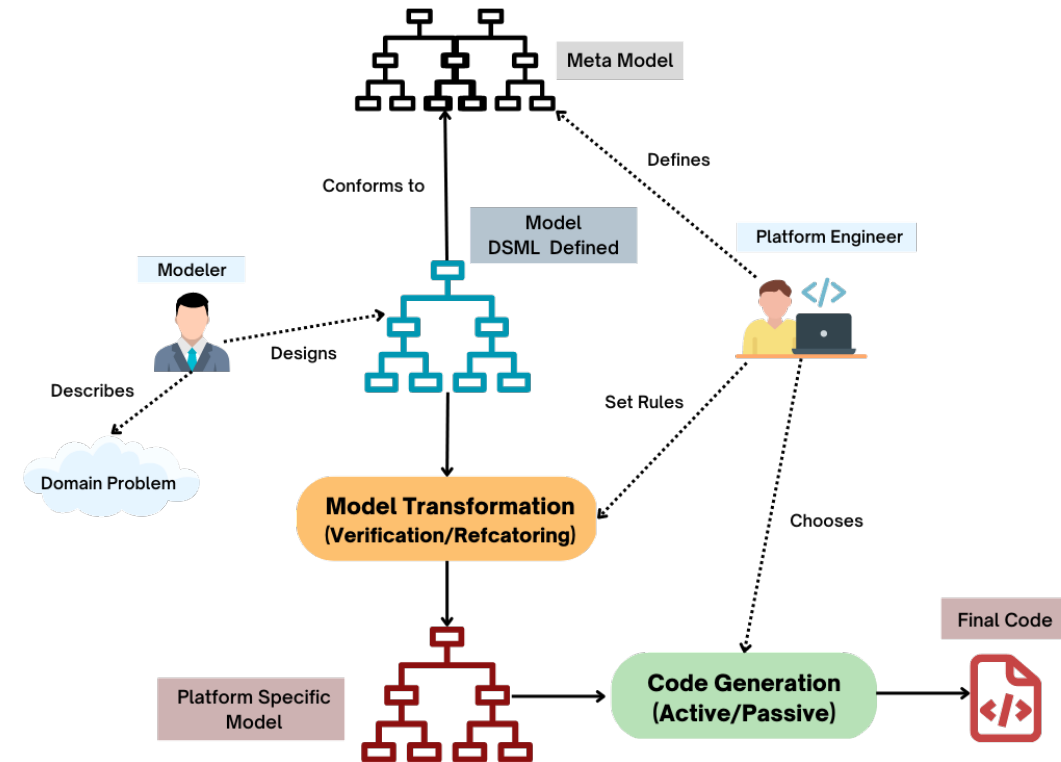 Meta Model
Defines
Conforms to
Model
DSML Defined
Platform Engineer
</>
Modeler
Designs
Describes
Set Rules
Domain Problem
Model Transformation
(Verification/Refcatoring)
Chooses
Final Code
Platform Specific
Model
Code Generation
(Active/Passive)
</>